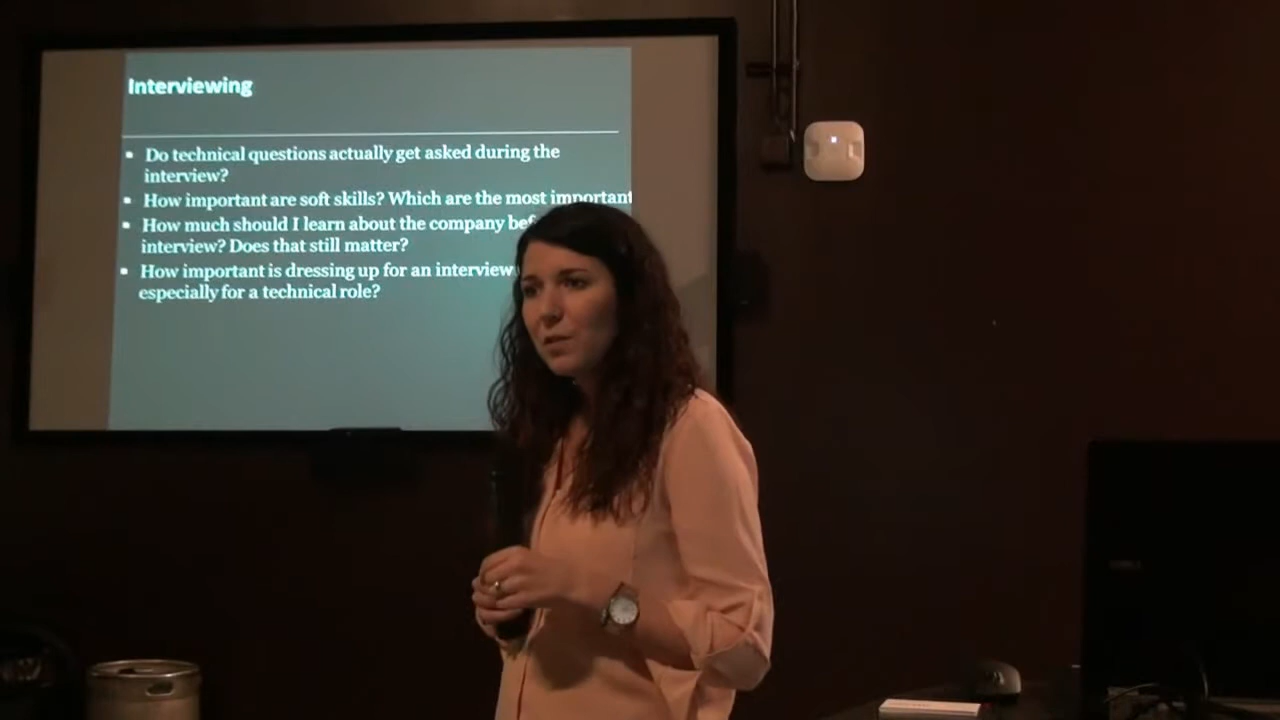 Interviewing
Do technical questions actually get asked during the
interview?
How important are soft skills? Which are the most important
How much should I learn about the company
interview? Does that still matter?
How important is dressing up for an interview
especially for a technical role?